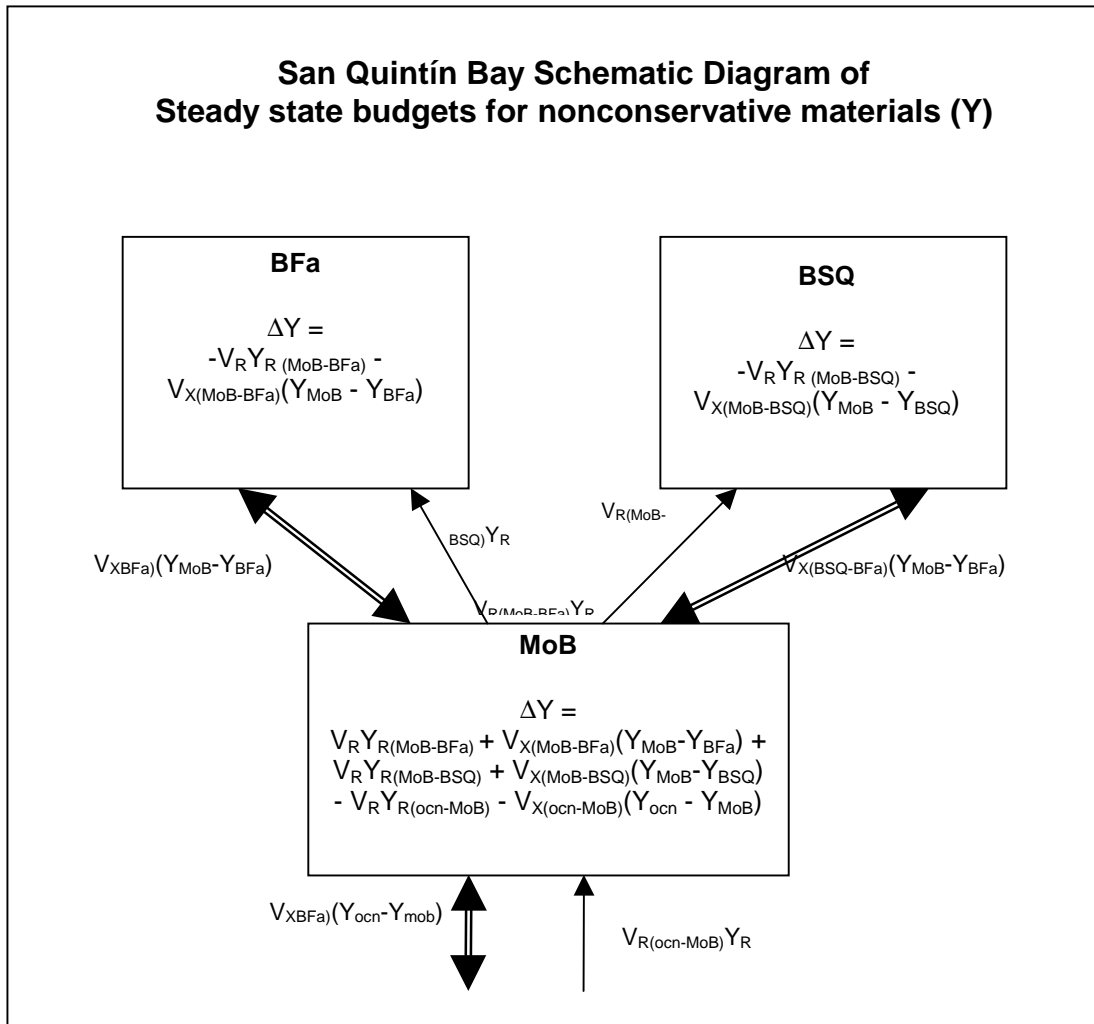 San Quintín Bay Schematic Diagram of
Steady state budgets for nonconservative materials (Y)
BFa
ΔY =
-VRYR (MoB-BFa) -
VX(MoB-BFa)(YMoB - YBFa)
BSQ
ΔY =
-VRYR (MoB-BSQ) -
VX(MoB-BSQ)(YMoB - YBSQ)
VR(MoB-
BSQ)YR
VXBFa)(YMoB-YBFa)
VX(BSQ-BFa)(YMoB-YBFa)
VR(MoB-BFa)YR
MoB
ΔY =
VRYR(MoB-BFa) + VX(MoB-BFa)(YMoB-YBFa) +
VRYR(MoB-BSQ) + VX(MoB-BSQ)(YMoB-YBSQ)
- VRYR(ocn-MoB) - VX(ocn-MoB)(Yocn - YMoB)
VXBFa)(Yocn-Ymob)
VR(ocn-MoB)YR